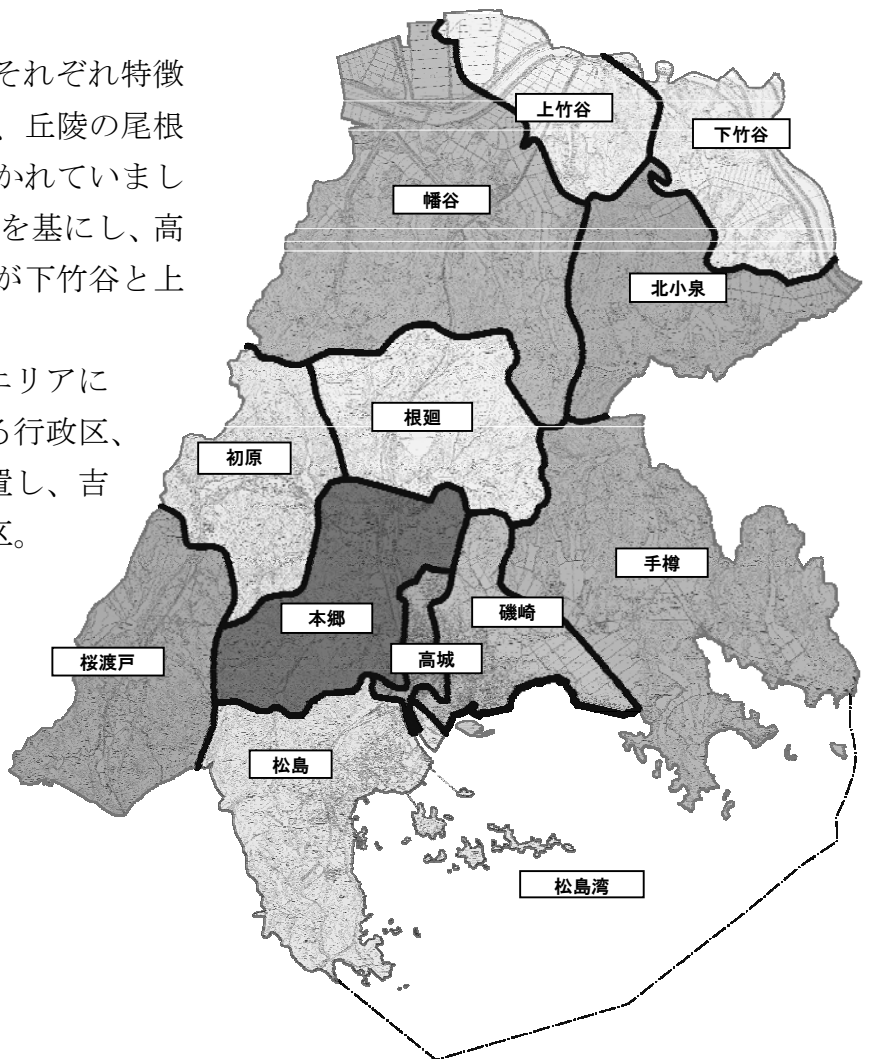 それぞれ特徴
、丘陵の尾根
かれていまし
を基にし、高
が下竹谷と上
エリアに
る行政区、
置し、吉
区。
上竹谷
下竹谷
幡谷
北小泉
根廻
初原
手樽
磯崎
本郷
高城
桜渡戸
松島
松島湾